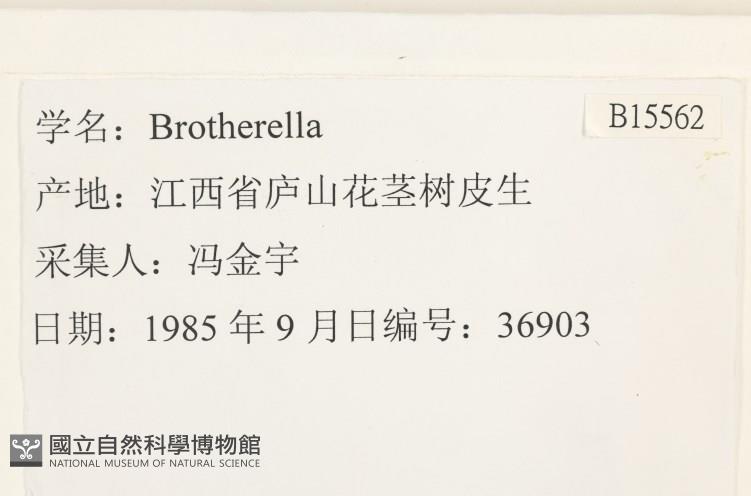 学名：Brotherella
B15562
产地：江西省庐山花茎树皮生
采集人：冯金宇
日期：1985 年 9 月日编号：36903
國立自然科學博物館
NATIONAL MUSEUM OF NATURAL SCIENCE